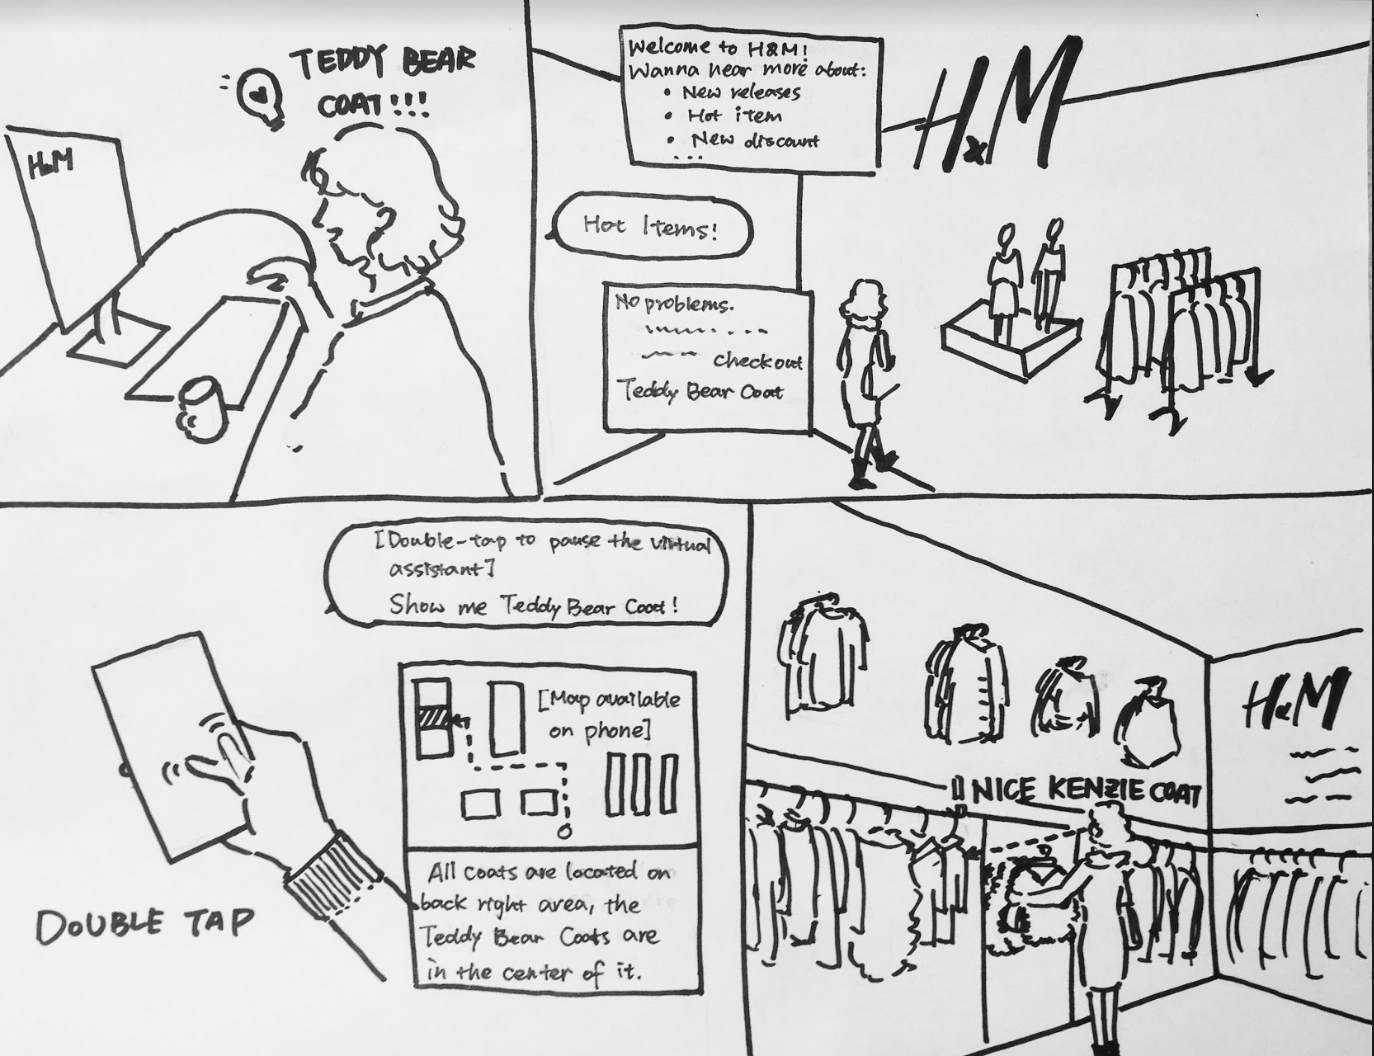 TEDDY BEAR
COAT!!!
H&M
Welcome to H&M!
Wanna hear more about:
• New releases
• Hot item
• New discount
...
H&M
Hot Items!
No problems.
checkout
Teddy Bear Coat
[Double-tap to pause the virtual
assistant]
Show me Teddy Bear Coat!
[Map available
on phone]
All coats are located on
back right area, the
Teddy Bear Coats are
in the center of it.
DOUBLE TAP
H&M
NICE KENZIE COAT